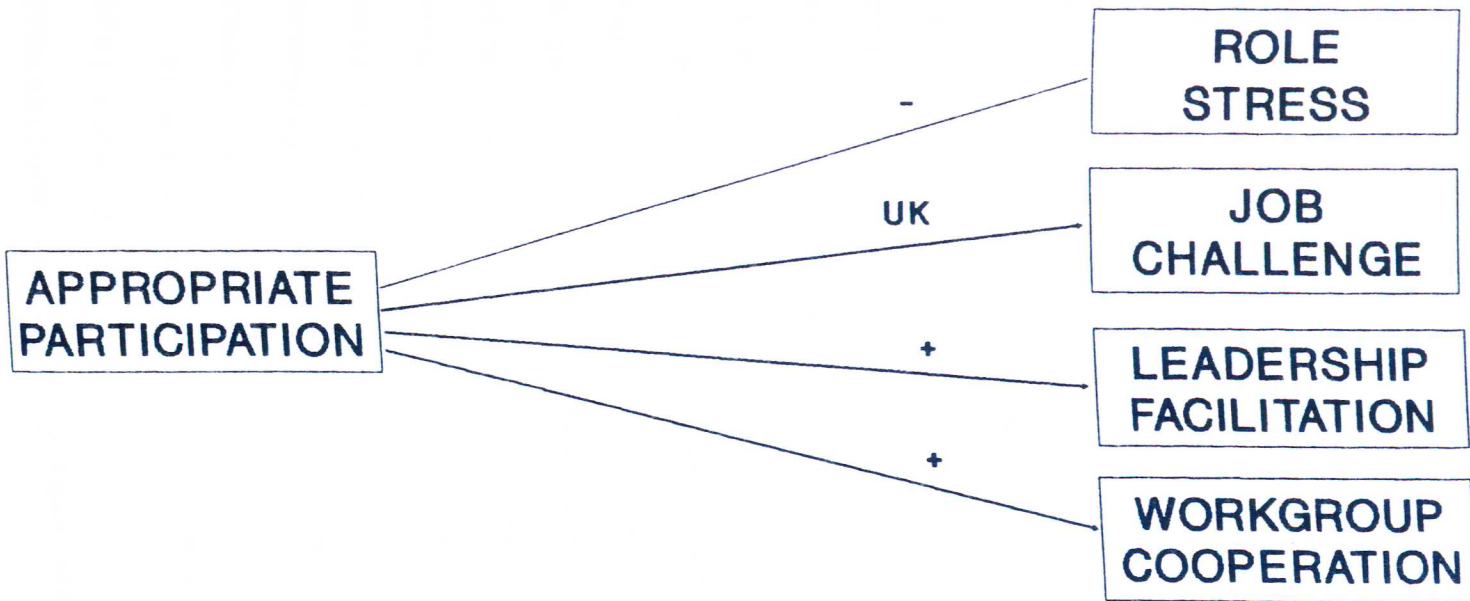 ROLE
STRESS
-
UK
JOB
CHALLENGE
APPROPRIATE
PARTICIPATION
+
LEADERSHIP
FACILITATION
+
WORKGROUP
COOPERATION